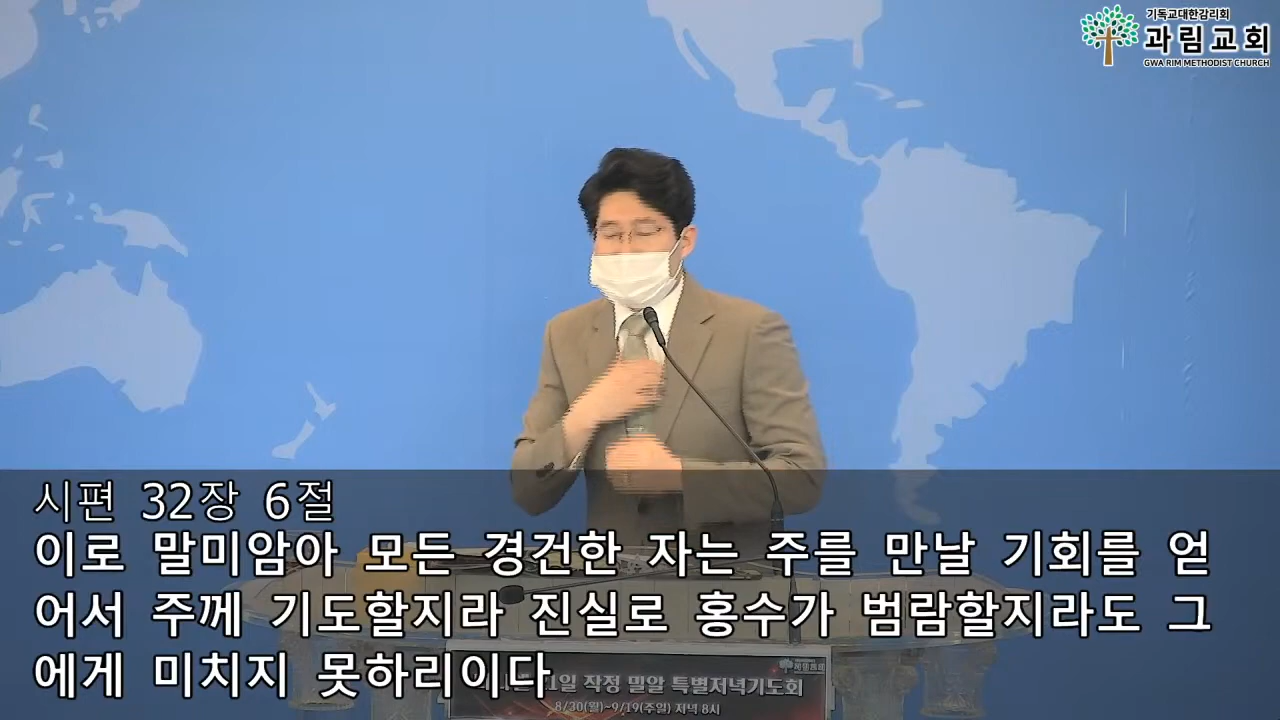 기독교대한감리회
과림교회
GWA RIM METHODIST CHURCH
시편 32장 6절
이로 말미암아 모든 경건한 자는 주를 만날 기회를 얻
어서 주께 기도할지라 진실로 홍수가 범람할지라도 그
에게 미치지 못하리이다
1일 작정 밀알 특별저녁기도회
8/30(월)~9/19(주일) 저녁 8시